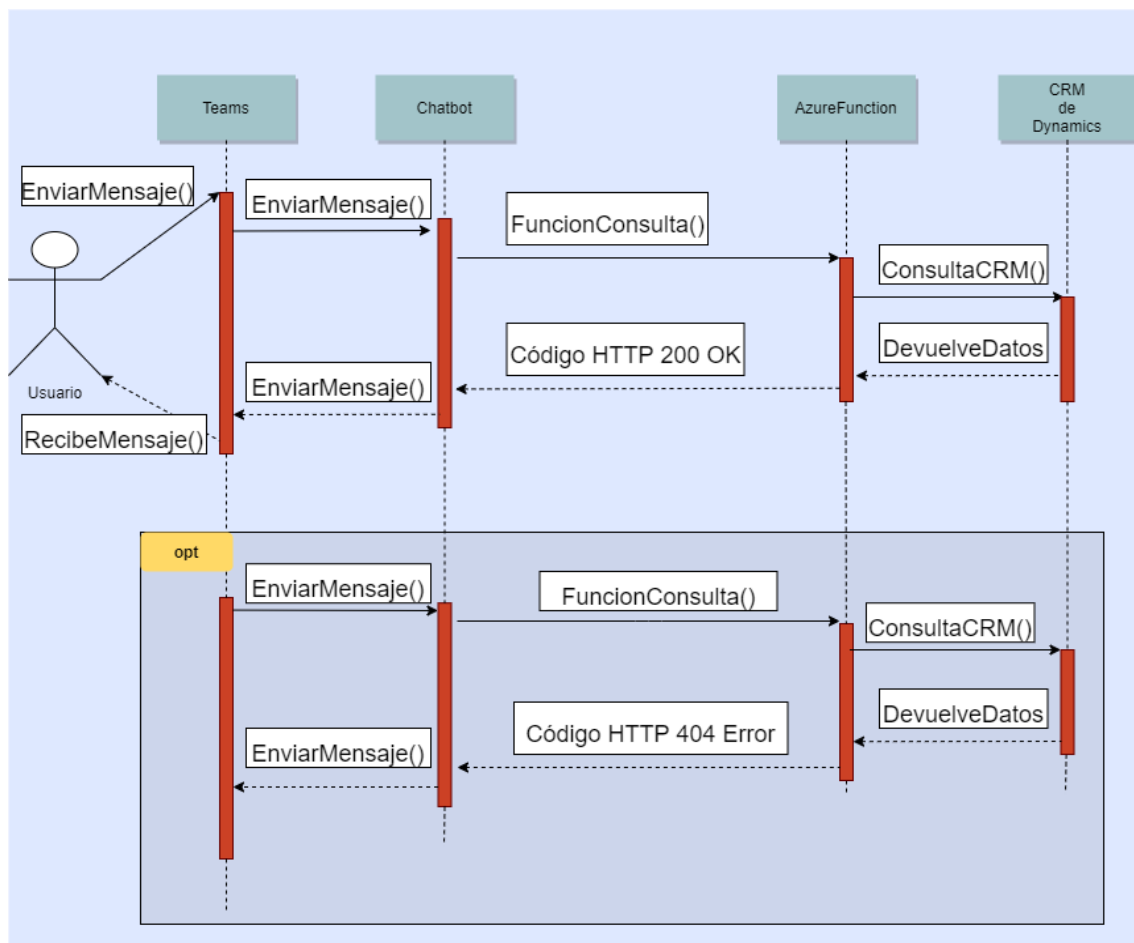 Teams
Chatbot
AzureFunction
CRM
de
Dynamics
EnviarMensaje()
EnviarMensaje()
FuncionConsulta()
ConsultaCRM()
Código HTTP 200 OK
DevuelveDatos
EnviarMensaje()
Usuario
RecibeMensaje()
opt
EnviarMensaje()
FuncionConsulta()
ConsultaCRM()
DevuelveDatos
Código HTTP 404 Error
EnviarMensaje()